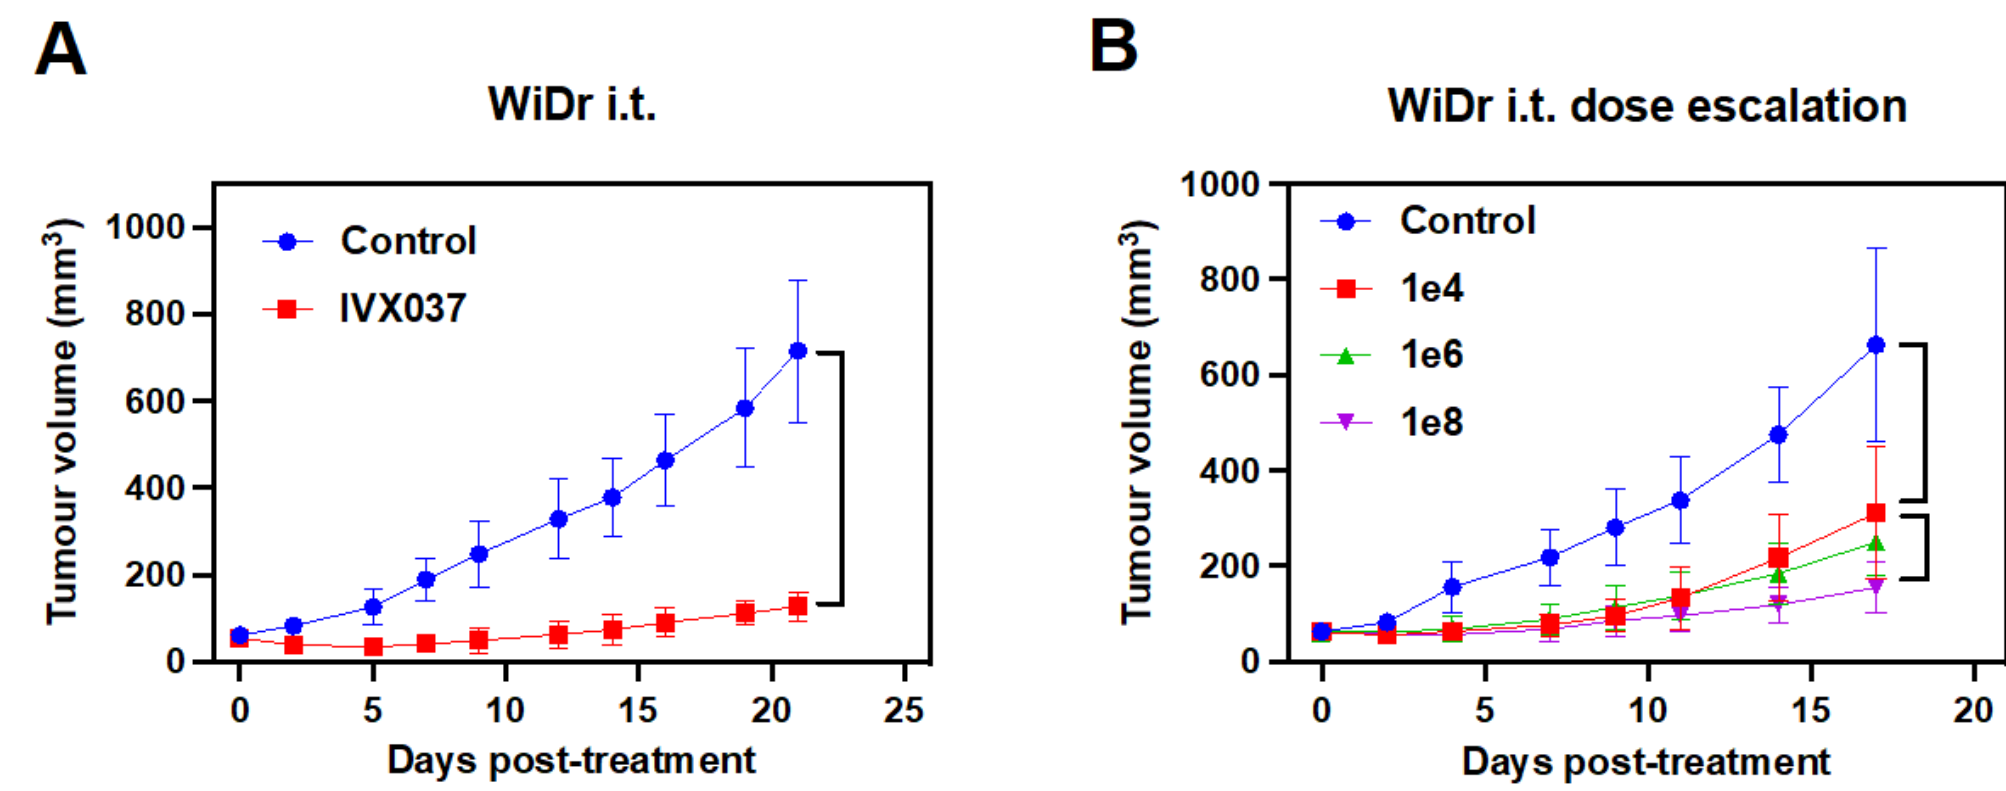 A
WiDr i.t.
Tumour volume (mm³)
1000
800
600
400
200
0
Control
IVX037
0 5 10 15 20 25
Days post-treatment
B
WiDr i.t. dose escalation
Tumour volume (mm³)
1000
800
600
400
200
0
Control
1e4
1e6
1e8
0 5 10 15 20
Days post-treatment